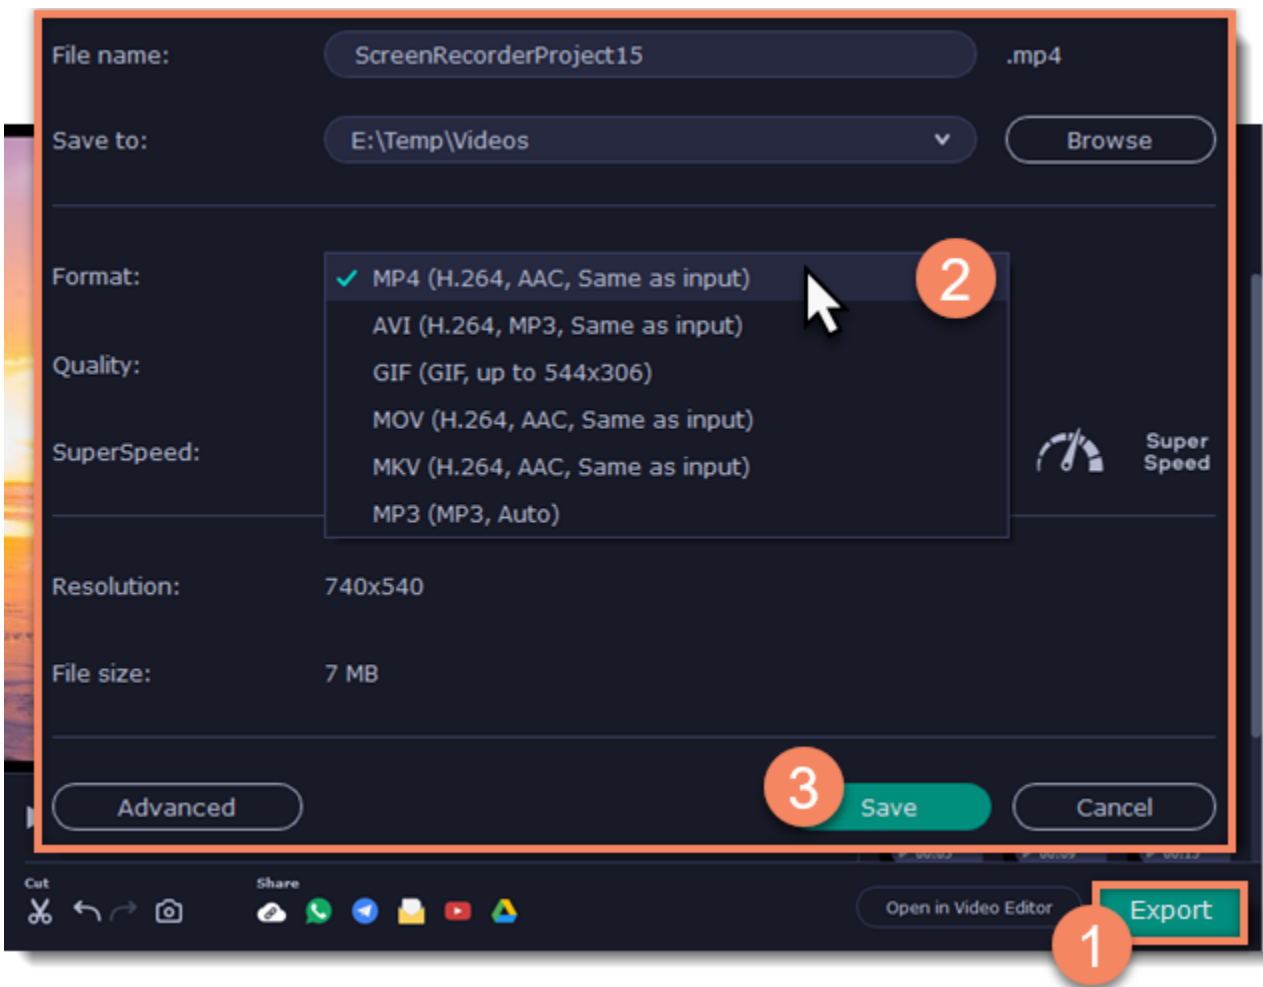 File name:
ScreenRecorderProject15
.mp4
Save to:
E:\Temp\Videos
Browse
Format:
MP4 (H.264, AAC, Same as input)
2
AVI (H.264, MP3, Same as input)
Quality:
GIF (GIF, up to 544x306)
MOV (H.264, AAC, Same as input)
SuperSpeed:
Super
Speed
MKV (H.264, AAC, Same as input)
MP3 (MP3, Auto)
Resolution:
740x540
File size:
7 MB
3
Advanced
Save
Cancel
Cut
Share
Open in Video Editor
Export
1